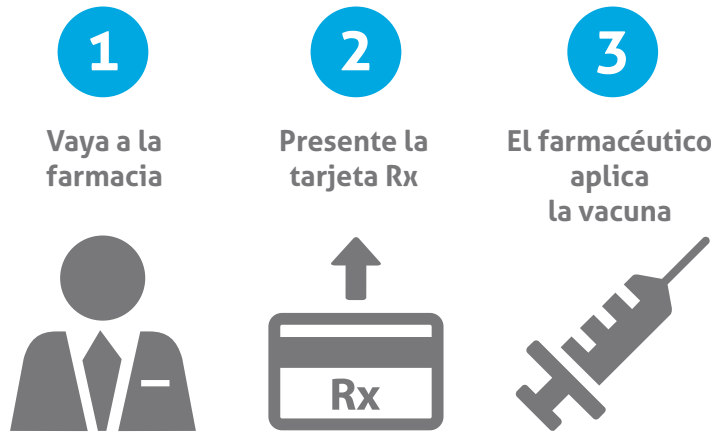 1
Vaya a la
farmacia
2
Presente la
tarjeta Rx
Rx
3
El farmacéutico
aplica
la vacuna